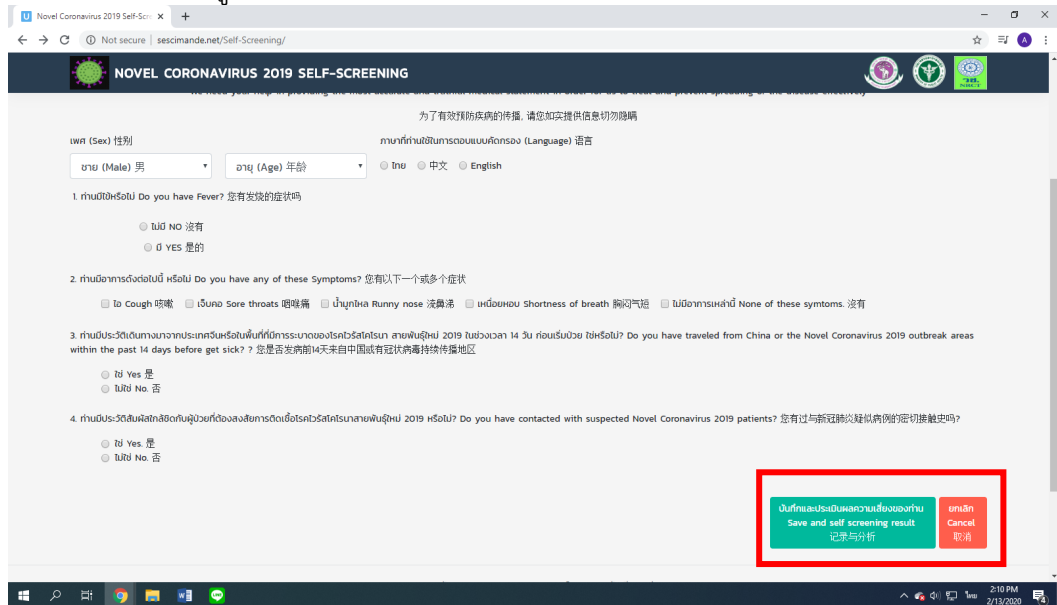 Novel Coronavirus 2019 Self-Scre
Not secure | sescimande.net/Self-Screening/
A
NOVEL CORONAVIRUS 2019 SELF-SCREENING
วช.
NRCT
为了有效预防疾病的传播, 请您如实提供信息切勿隐瞒
เพศ (Sex) 性别
ภาษาที่ท่านใช้ในการตอบแบบคัดกรอง (Language) 语言
ชาย (Male) 男
อายุ (Age) 年龄
ไทย 中文 English
1. ท่านมีไข้หรือไม่ Do you have Fever? 您有发烧的症状吗
ไม่มี NO 没有
มี YES 是的
2. ท่านมีอาการดังต่อไปนี้ หรือไม่ Do you have any of these Symptoms? 您有以下一个或多个症状
ไอ Cough 咳嗽 เจ็บคอ Sore throats 咽喉痛 น้ำมูกไหล Runny nose 流鼻涕 เหนื่อยหอบ Shortness of breath 胸闷气短 ไม่มีอาการเหล่านี้ None of these symtoms. 没有
3. ท่านมีประวัติเดินทางมาจากประเทศจีนหรือในพื้นที่ที่มีการระบาดของโรคไวรัสโคโรนา สายพันธุ์ใหม่ 2019 ในช่วงเวลา 14 วัน ก่อนเริ่มป่วย ใช่หรือไม่? Do you have traveled from China or the Novel Coronavirus 2019 outbreak areas
within the past 14 days before get sick? ? 您是否发病前14天来自中国或有冠状病毒持续传播地区
ใช่ Yes 是
ไม่ใช่ No. 否
4. ท่านมีประวัติสัมผัสใกล้ชิดกับผู้ป่วยที่ต้องสงสัยการติดเชื้อโรคไวรัสโคโรนาสายพันธุ์ใหม่ 2019 หรือไม่? Do you have contacted with suspected Novel Coronavirus 2019 patients? 您有过与新冠肺炎疑似病例的密切接触史吗?
ใช่ Yes. 是
ไม่ใช่ No. 否
บันทึกและประเมินผลความเสี่ยงของท่าน
Save and self screening result
记录与分析
ยกเลิก
Cancel
取消
ไทย
2:10 PM
2/13/2020